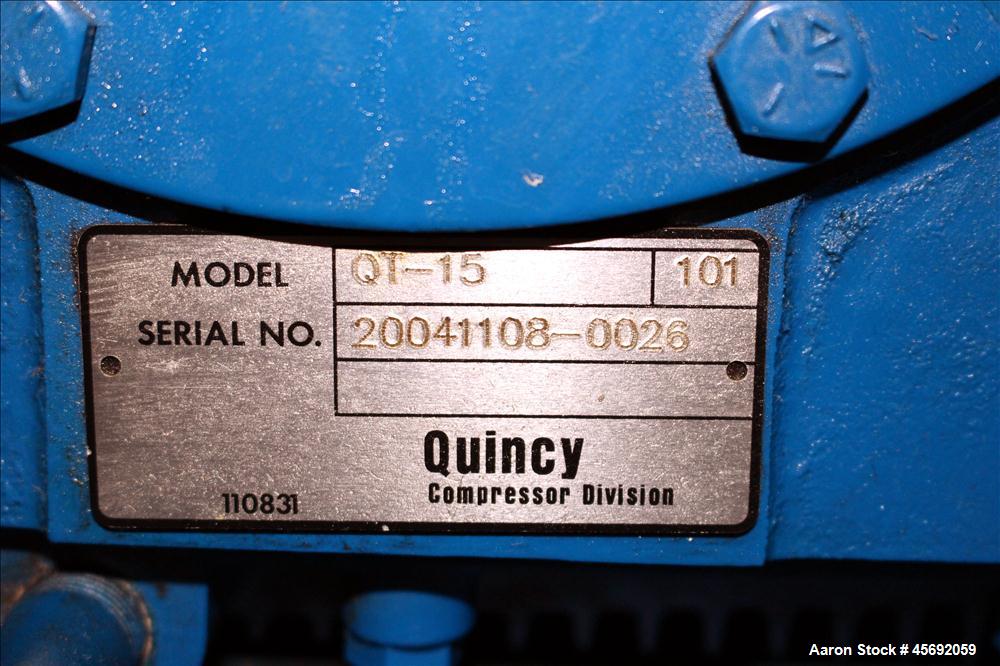 MODEL QT-15 101
SERIAL NO. 20041108-0026
Quincy
Compressor Division
110831
Aaron Stock # 45692059